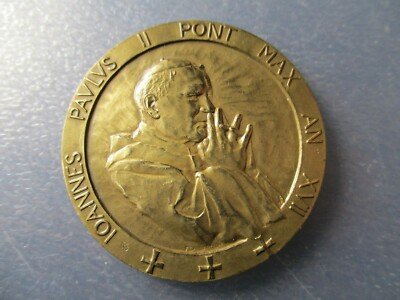 IOANNES PAVLVS II PONT MAX AN XVII